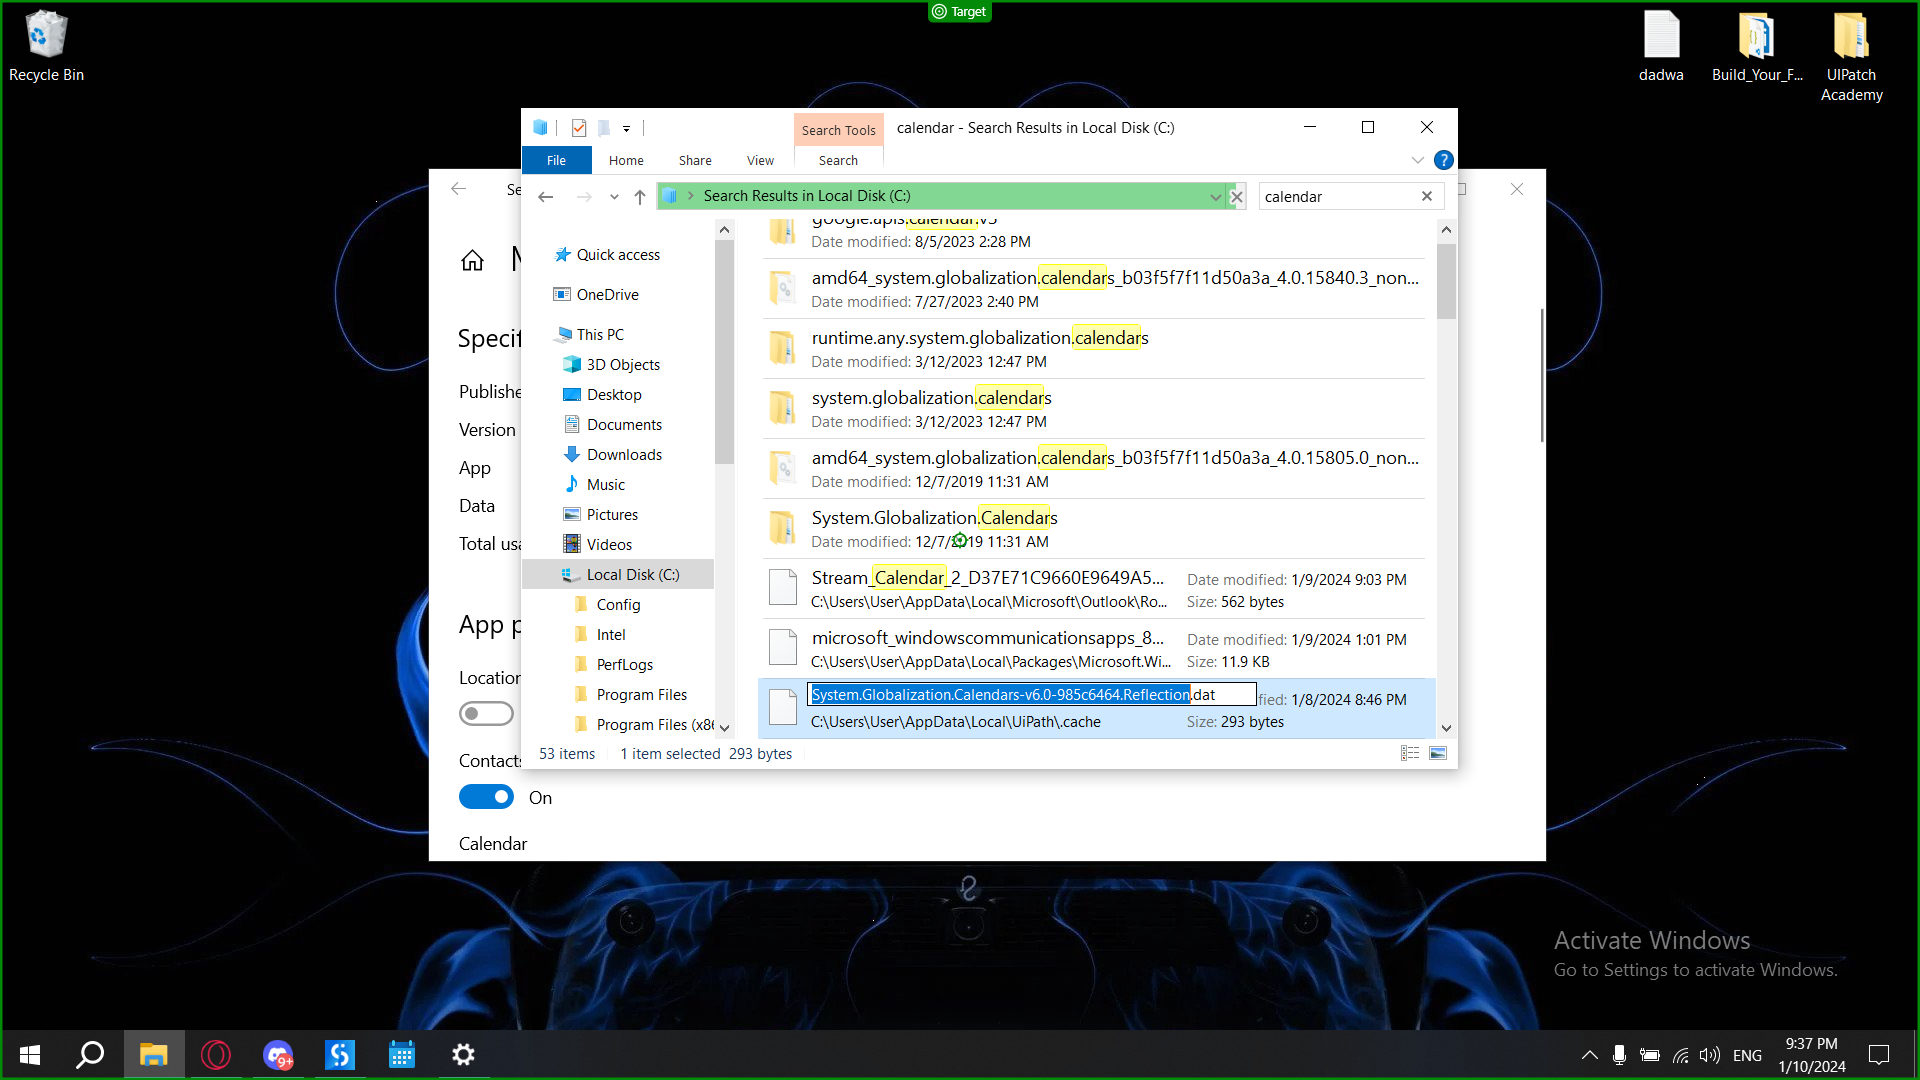 Target
Recycle Bin
dadwa
Build_Your_F...
UIPatch
Academy
Search Tools
calendar - Search Results in Local Disk (C:)
File
Home
Share
View
Search
Search Results in Local Disk (C:)
calendar
Quick access
OneDrive
This PC
3D Objects
Desktop
Documents
Downloads
Music
Pictures
Videos
Local Disk (C:)
Config
Intel
PerfLogs
Program Files
Program Files (x86
google.apis.calendar.v3
Date modified: 8/5/2023 2:28 PM
amd64_system.globalization.calendars_b03f5f7f11d50a3a_4.0.15840.3_non...
Date modified: 7/27/2023 2:40 PM
runtime.any.system.globalization.calendars
Date modified: 3/12/2023 12:47 PM
system.globalization.calendars
Date modified: 3/12/2023 12:47 PM
amd64_system.globalization.calendars_b03f5f7f11d50a3a_4.0.15805.0_non...
Date modified: 12/7/2019 11:31 AM
System.Globalization.Calendars
Date modified: 12/7/2019 11:31 AM
Stream_Calendar_2_D37E71C9660E9649A5...
Date modified: 1/9/2024 9:03 PM
C:\Users\User\AppData\Local\Microsoft\Outlook\Ro...
Size: 562 bytes
microsoft_windowscommunicationsapps_8...
Date modified: 1/9/2024 1:01 PM
C:\Users\User\AppData\Local\Packages\Microsoft.Wi...
Size: 11.9 KB
System.Globalization.Calendars-v6.0-985c6464.Reflection.dat
fied: 1/8/2024 8:46 PM
C:\Users\User\AppData\Local\UiPath\.cache
Size: 293 bytes
53 items
1 item selected 293 bytes
Se
M
Specif
Publishe
Version
App
Data
Total usa
App p
Location
Contacts
On
Calendar
Activate Windows
Go to Settings to activate Windows.
9+
ENG
9:37 PM
1/10/2024